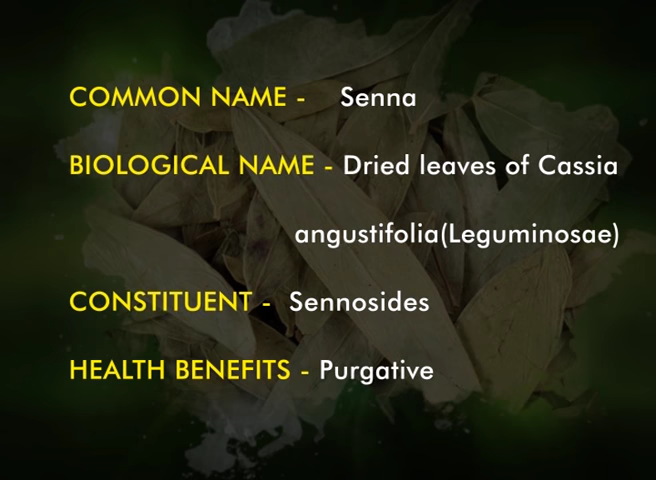 COMMON NAME - Senna
BIOLOGICAL NAME - Dried leaves of Cassia
angustifolia(Leguminosae)
CONSTITUENT - Sennosides
HEALTH BENEFITS - Purgative